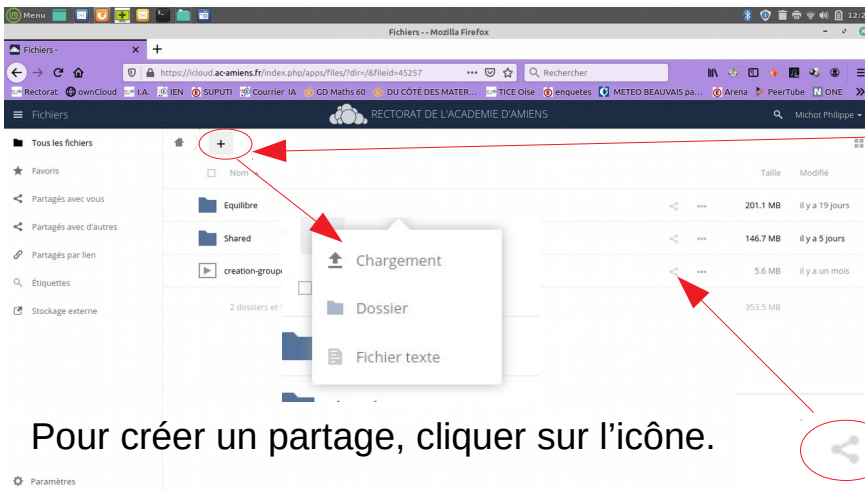 Menu
12:2
Fichiers - - Mozilla Firefox
Fichiers -
https://icloud.ac-amiens.fr/index.php/apps/files/?dir=/&fileid=45257
Rechercher
Rectorat ownCloud I.A. IEN SUPUTI Courrier IA GD Maths 60 DU CÔTÉ DES MATER... TICE Oise enquetes METEO BEAUVAIS pa... Arena PeerTube N ONE
Fichiers
RECTORAT DE L'ACADEMIE D'AMIENS
Michot Philippe
Tous les fichiers
Favoris
Partagés avec vous
Partagés avec d'autres
Partagés par lien
Étiquettes
Stockage externe
Paramètres
+
Nom
Taille
Modifié
Equilibre
201.1 MB
il y a 19 jours
Shared
146.7 MB
il y a 5 jours
creation-groupe
5.6 MB
il y a un mois
2 dossiers et
353.5 MB
Chargement
Dossier
Fichier texte
Pour créer un partage, cliquer sur l’icône.